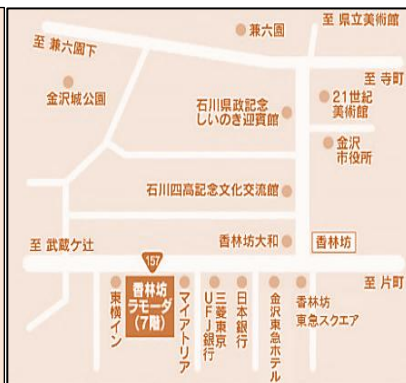 至 県立美術館
兼六園
至 兼六園下
至 寺町
金沢城公園
石川県政記念
しいのき迎賓館
21世紀
美術館
金沢
市役所
石川四高記念文化交流館
至 武蔵ケ辻
香林坊大和
香林坊
157
至 片町
東横イン
香林坊
ラモーダ
(7階)
マイアトリア
三菱東京
UFJ銀行
日本銀行
金沢東急ホテル
香林坊
東急スクエア